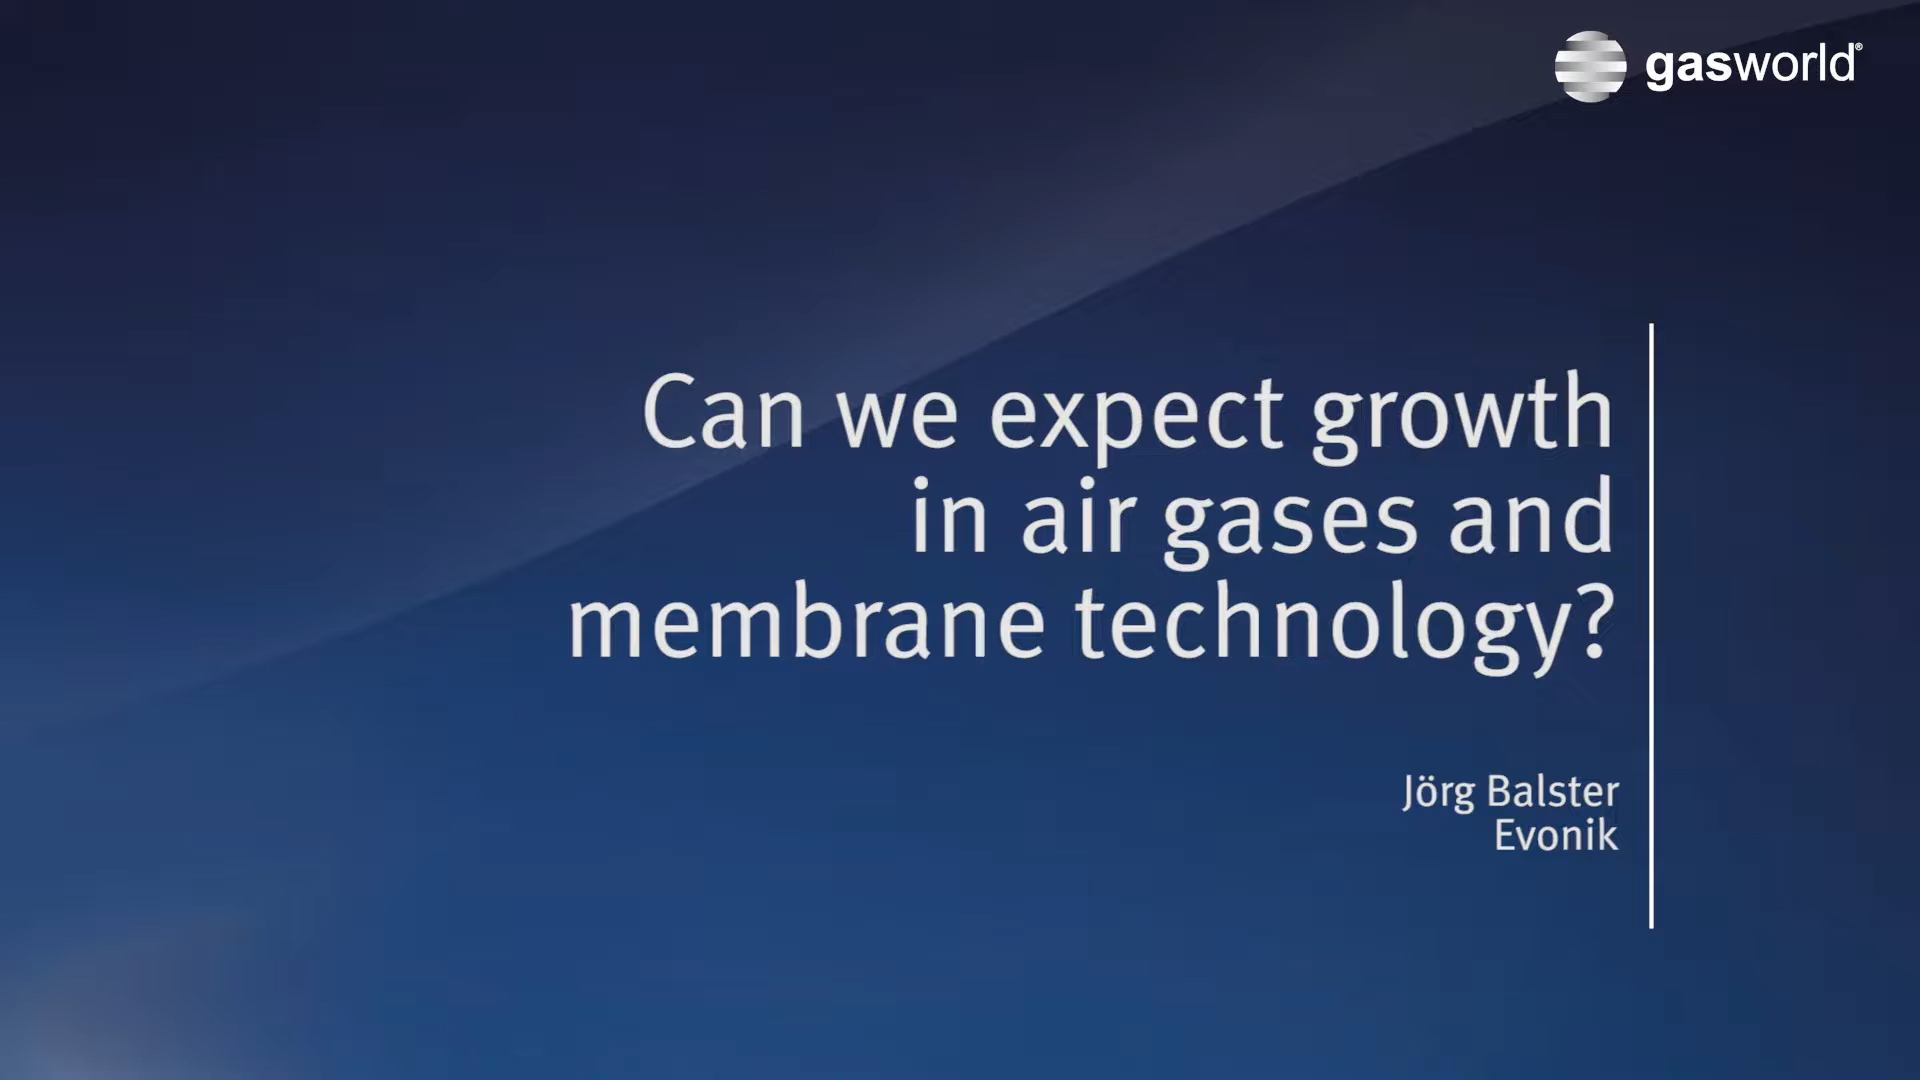 gasworld®
Can we expect growth
in air gases and
membrane technology?
Jörg Balster
Evonik